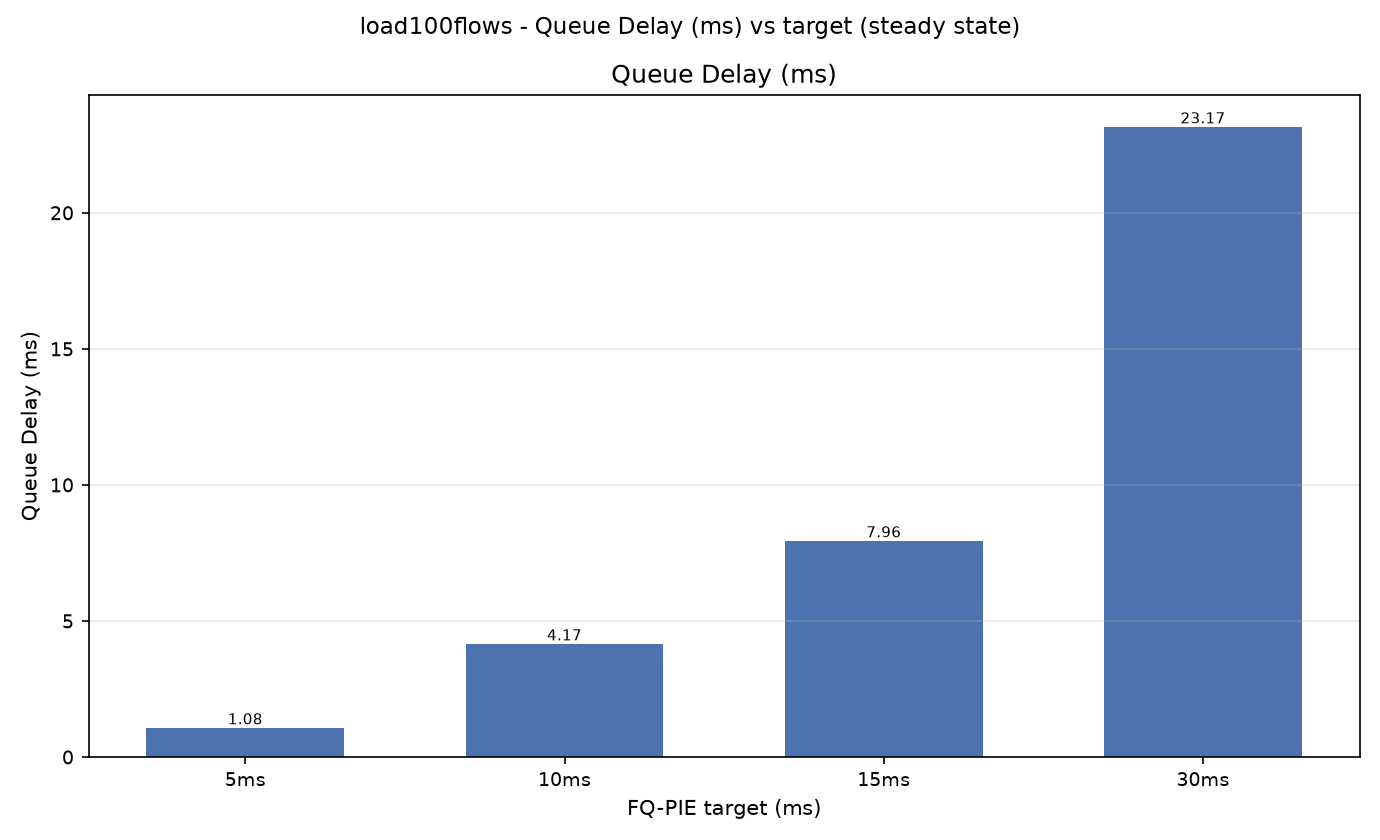 load100flows - Queue Delay (ms) vs target (steady state)
Queue Delay (ms)
23.17
20
15
Queue Delay (ms)
10
7.96
5
4.17
1.08
0
5ms
10ms
15ms
30ms
FQ-PIE target (ms)